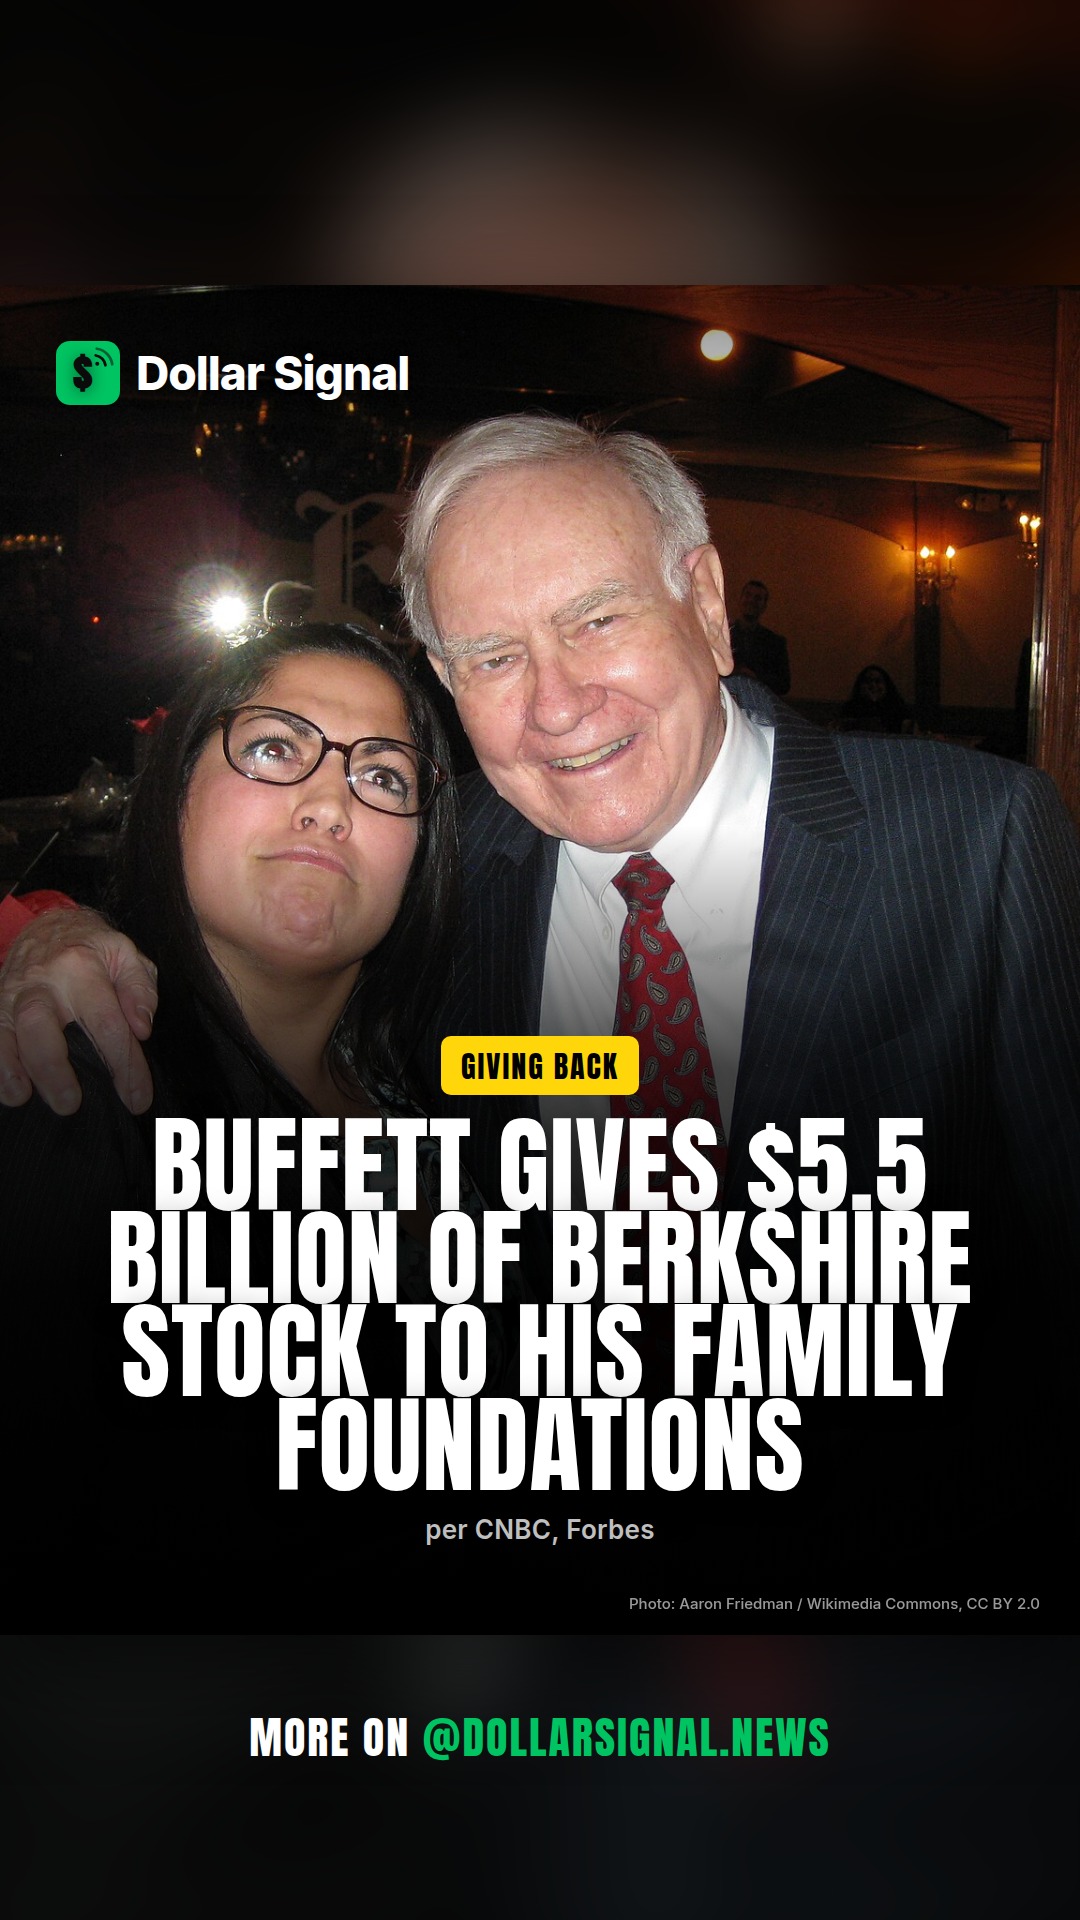 Dollar Signal
GIVING BACK
BUFFETT GIVES $5.5
BILLION OF BERKSHIRE
STOCK TO HIS FAMILY
FOUNDATIONS
per CNBC, Forbes
Photo: Aaron Friedman / Wikimedia Commons, CC BY 2.0
MORE ON @DOLLARSIGNAL.NEWS